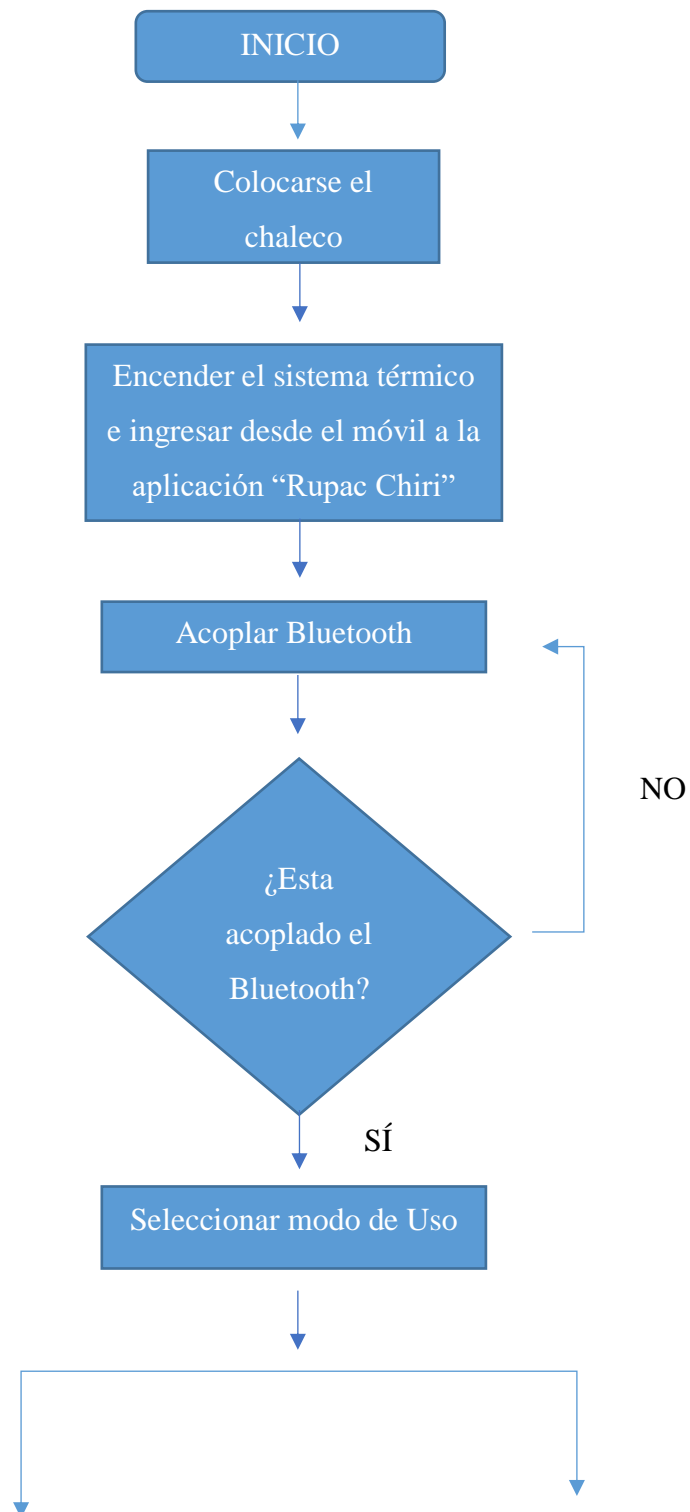 INICIO
Colocarse el
chaleco
Encender el sistema térmico
e ingresar desde el móvil a la
aplicación “Rupac Chiri”
Acoplar Bluetooth
NO
¿Esta
acoplado el
Bluetooth?
SÍ
Seleccionar modo de Uso